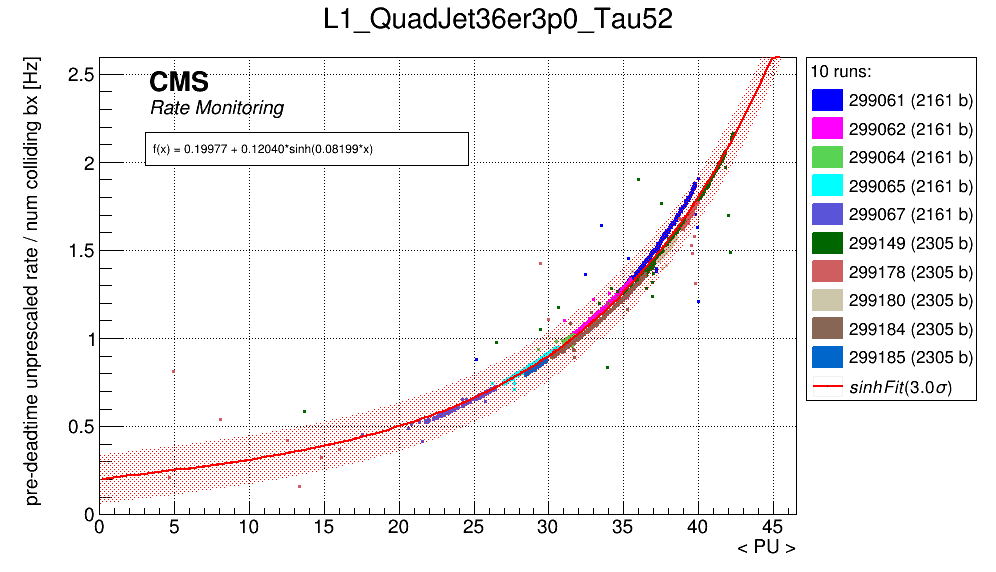 L1_QuadJet36er3p0_Tau52
pre-deadtime unprescaled rate / num colliding bx [Hz]
CMS
Rate Monitoring
f(x) = 0.19977 + 0.12040*sinh(0.08199*x)
2.5
2
1.5
1
0.5
0
0 5 10 15 20 25 30 35 40 45
< PU >
10 runs:
299061 (2161 b)
299062 (2161 b)
299064 (2161 b)
299065 (2161 b)
299067 (2161 b)
299149 (2305 b)
299178 (2305 b)
299180 (2305 b)
299184 (2305 b)
299185 (2305 b)
sinhFit(3.0σ)